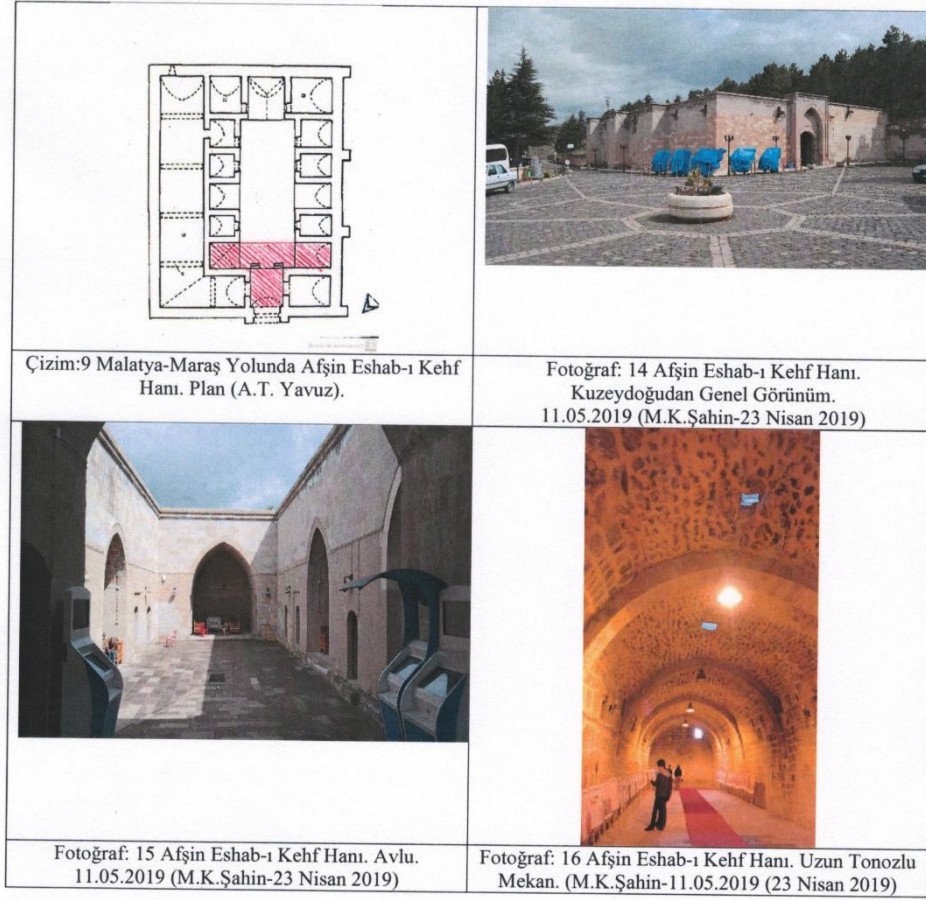 Çizim:9 Malatya-Maraş Yolunda Afşin Eshab-ı Kehf
Hanı. Plan (A.T. Yavuz).
Fotoğraf: 14 Afşin Eshab-ı Kehf Hanı.
Kuzeydoğudan Genel Görünüm.
11.05.2019 (M.K.Şahin-23 Nisan 2019)
Fotoğraf: 15 Afşin Eshab-ı Kehf Hanı. Avlu.
11.05.2019 (M.K.Şahin-23 Nisan 2019)
Fotoğraf: 16 Afşin Eshab-ı Kehf Hanı. Uzun Tonozlu
Mekan. (M.K.Şahin-11.05.2019 (23 Nisan 2019)